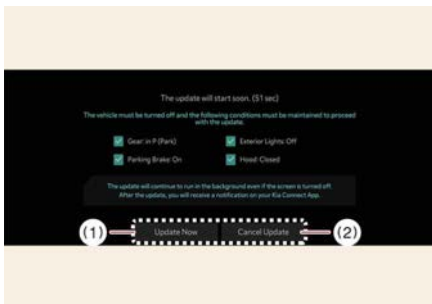 The update will start soon. (51 sec)
The vehicle must be turned off and the following conditions must be maintained to proceed
with the update.
Gear: in P (Park)
Exterior Lights: Off
Parking Brake: On
Hood: Closed
The update will continue to run in the background even if the screen is turned off.
After the update, you will receive a notification on your Kia Connect App.
(1)
Update Now
Cancel Update
(2)